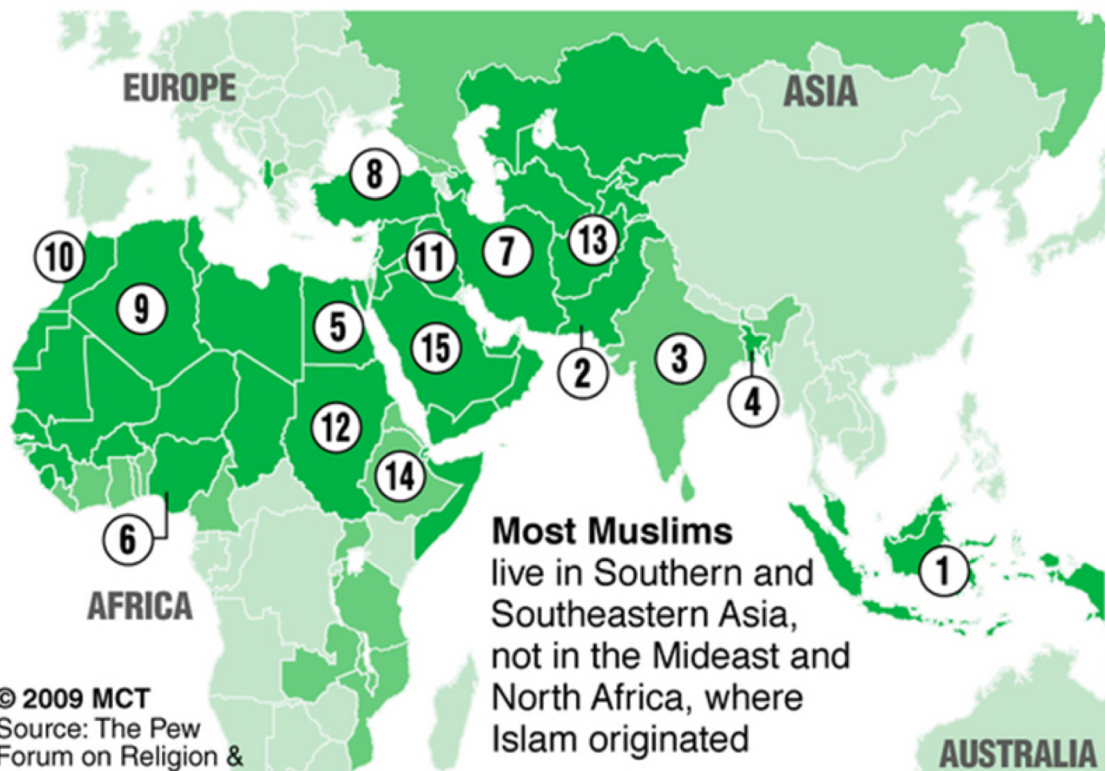 EUROPE
ASIA
8
10
11
7
13
9
5
15
3
2
4
12
14
6
1
AFRICA
Most Muslims
live in Southern and
Southeastern Asia,
not in the Mideast and
North Africa, where
Islam originated
© 2009 MCT
Source: The Pew
Forum on Religion &
AUSTRALIA